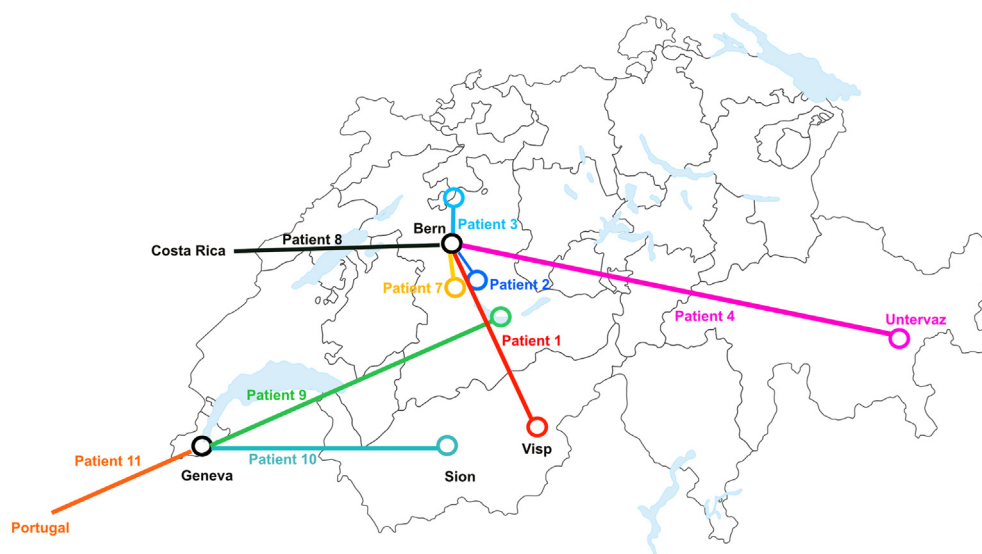 Bern
Patient 3
Patient 8
Costa Rica
Patient 2
Patient 7
Untervaz
Patient 4
Patient 1
Patient 9
Visp
Patient 10
Patient 11
Geneva
Sion
Portugal